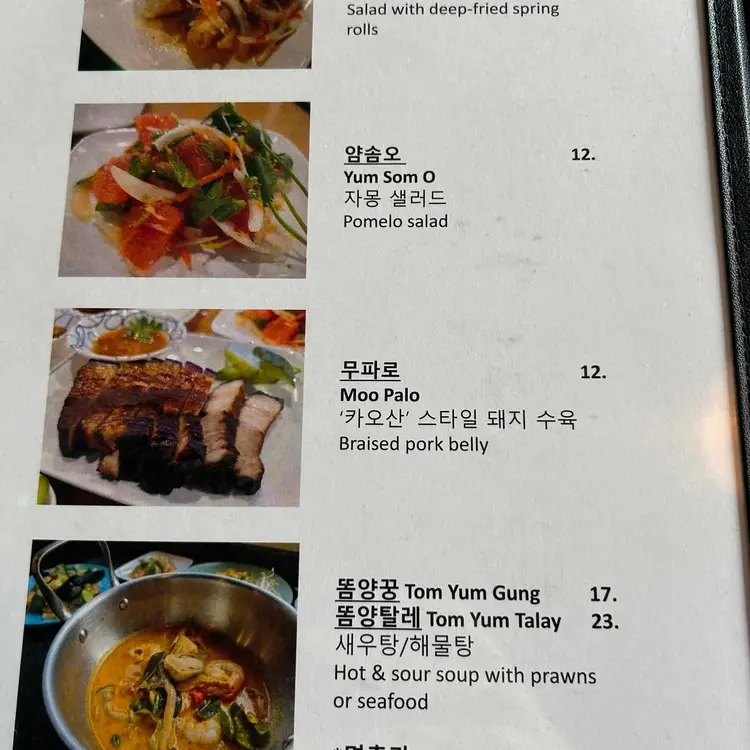 Salad with deep-fried spring
rolls
얌솜오 12.
Yum Som O
자몽 샐러드
Pomelo salad
무파로 12.
Moo Palo
‘카오산’ 스타일 돼지 수육
Braised pork belly
똠양꿍 Tom Yum Gung 17.
똠양탈레 Tom Yum Talay 23.
새우탕/해물탕
Hot & sour soup with prawns
or seafood